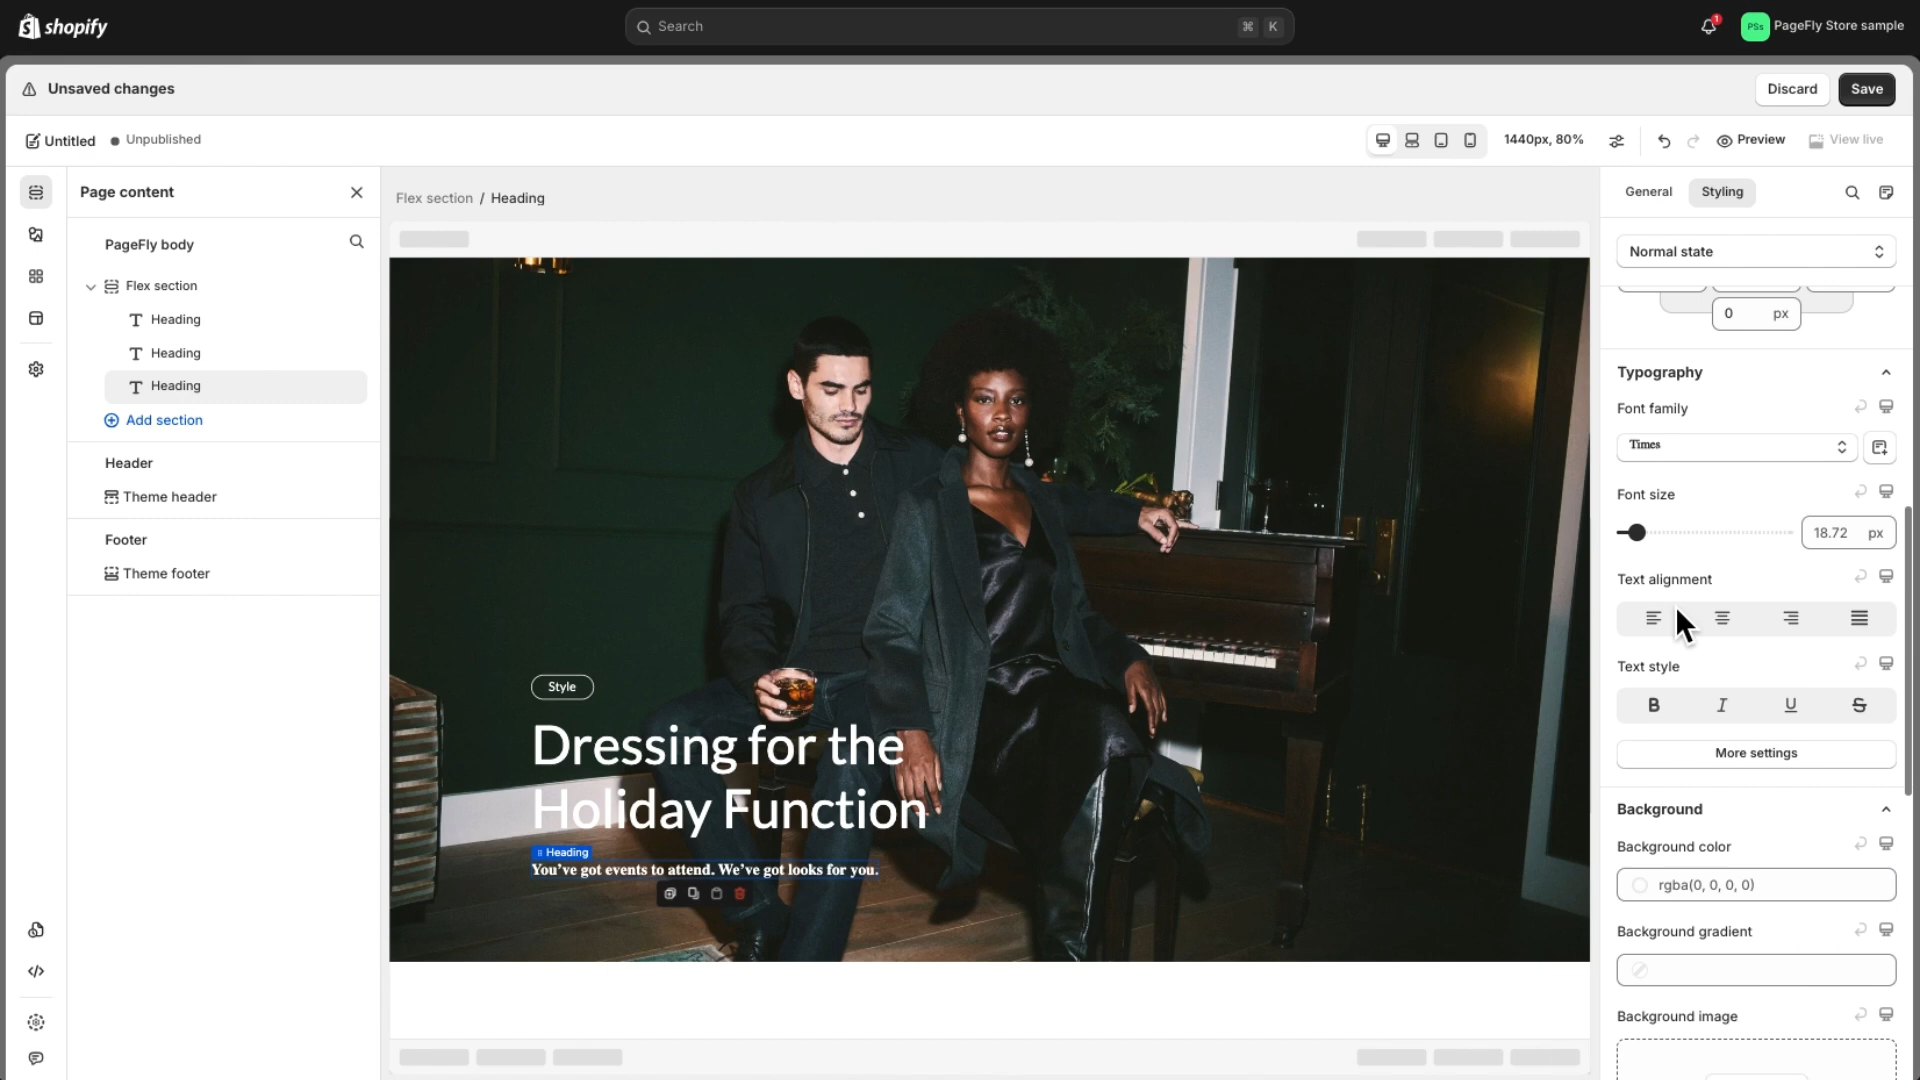 shopify
Search
⌘ K
1
PSs
PageFly Store sample
Unsaved changes
Discard
Save
Untitled
Unpublished
1440px, 80%
Preview
View live
Page content
PageFly body
Flex section
Heading
Heading
Heading
Add section
Header
Theme header
Footer
Theme footer
Flex section / Heading
Style
Dressing for the
Holiday Function
Heading
You’ve got events to attend. We’ve got looks for you.
General
Styling
Normal state
0 px
Typography
Font family
Times
Font size
18.72 px
Text alignment
Text style
B I U S
More settings
Background
Background color
rgba(0, 0, 0, 0)
Background gradient
Background image